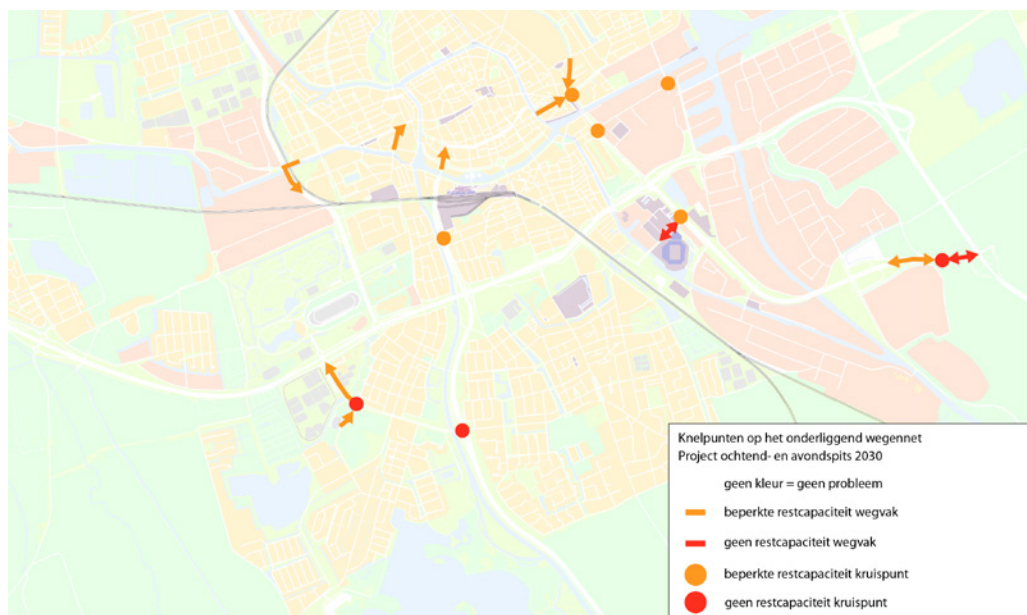 Knelpunten op het onderliggend wegennet
Project ochtend- en avondspits 2030
geen kleur = geen probleem
beperkte restcapaciteit wegvak
geen restcapaciteit wegvak
beperkte restcapaciteit kruispunt
geen restcapaciteit kruispunt